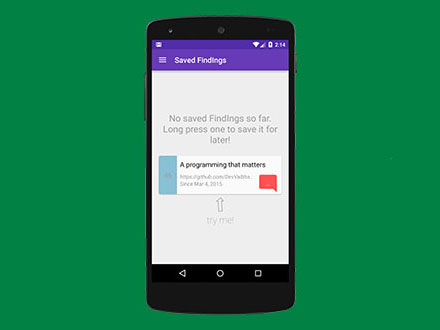 2:14
Saved FindIngs
No saved FindIngs so far.
Long press one to save it for
later!
A programming that matters
https://github.com/DevVaibha...
Since Mar 4, 2015
try me!